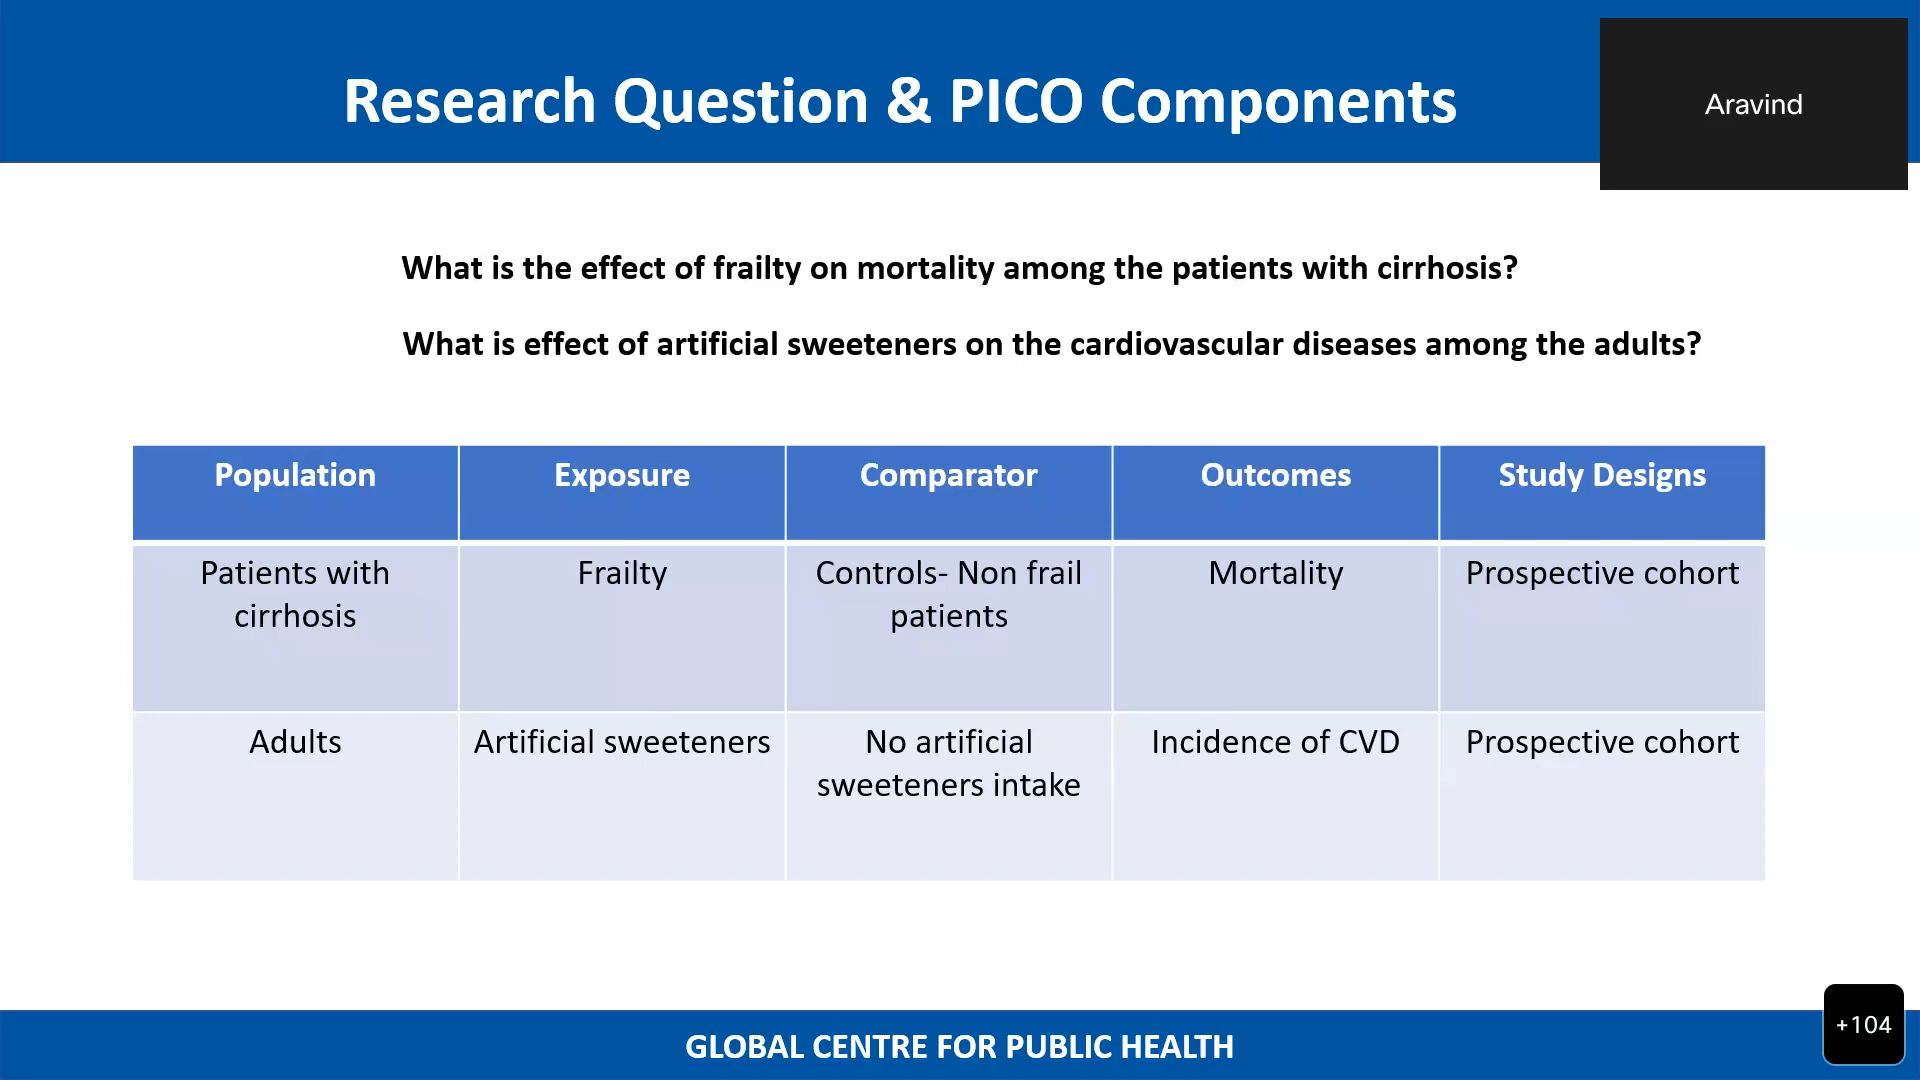 Research Question & PICO Components
Aravind
What is the effect of frailty on mortality among the patients with cirrhosis?
What is effect of artificial sweeteners on the cardiovascular diseases among the adults?
Population Exposure Comparator Outcomes Study Designs
Patients with cirrhosis Frailty Controls- Non frail patients Mortality Prospective cohort
Adults Artificial sweeteners No artificial sweeteners intake Incidence of CVD Prospective cohort
GLOBAL CENTRE FOR PUBLIC HEALTH
+104